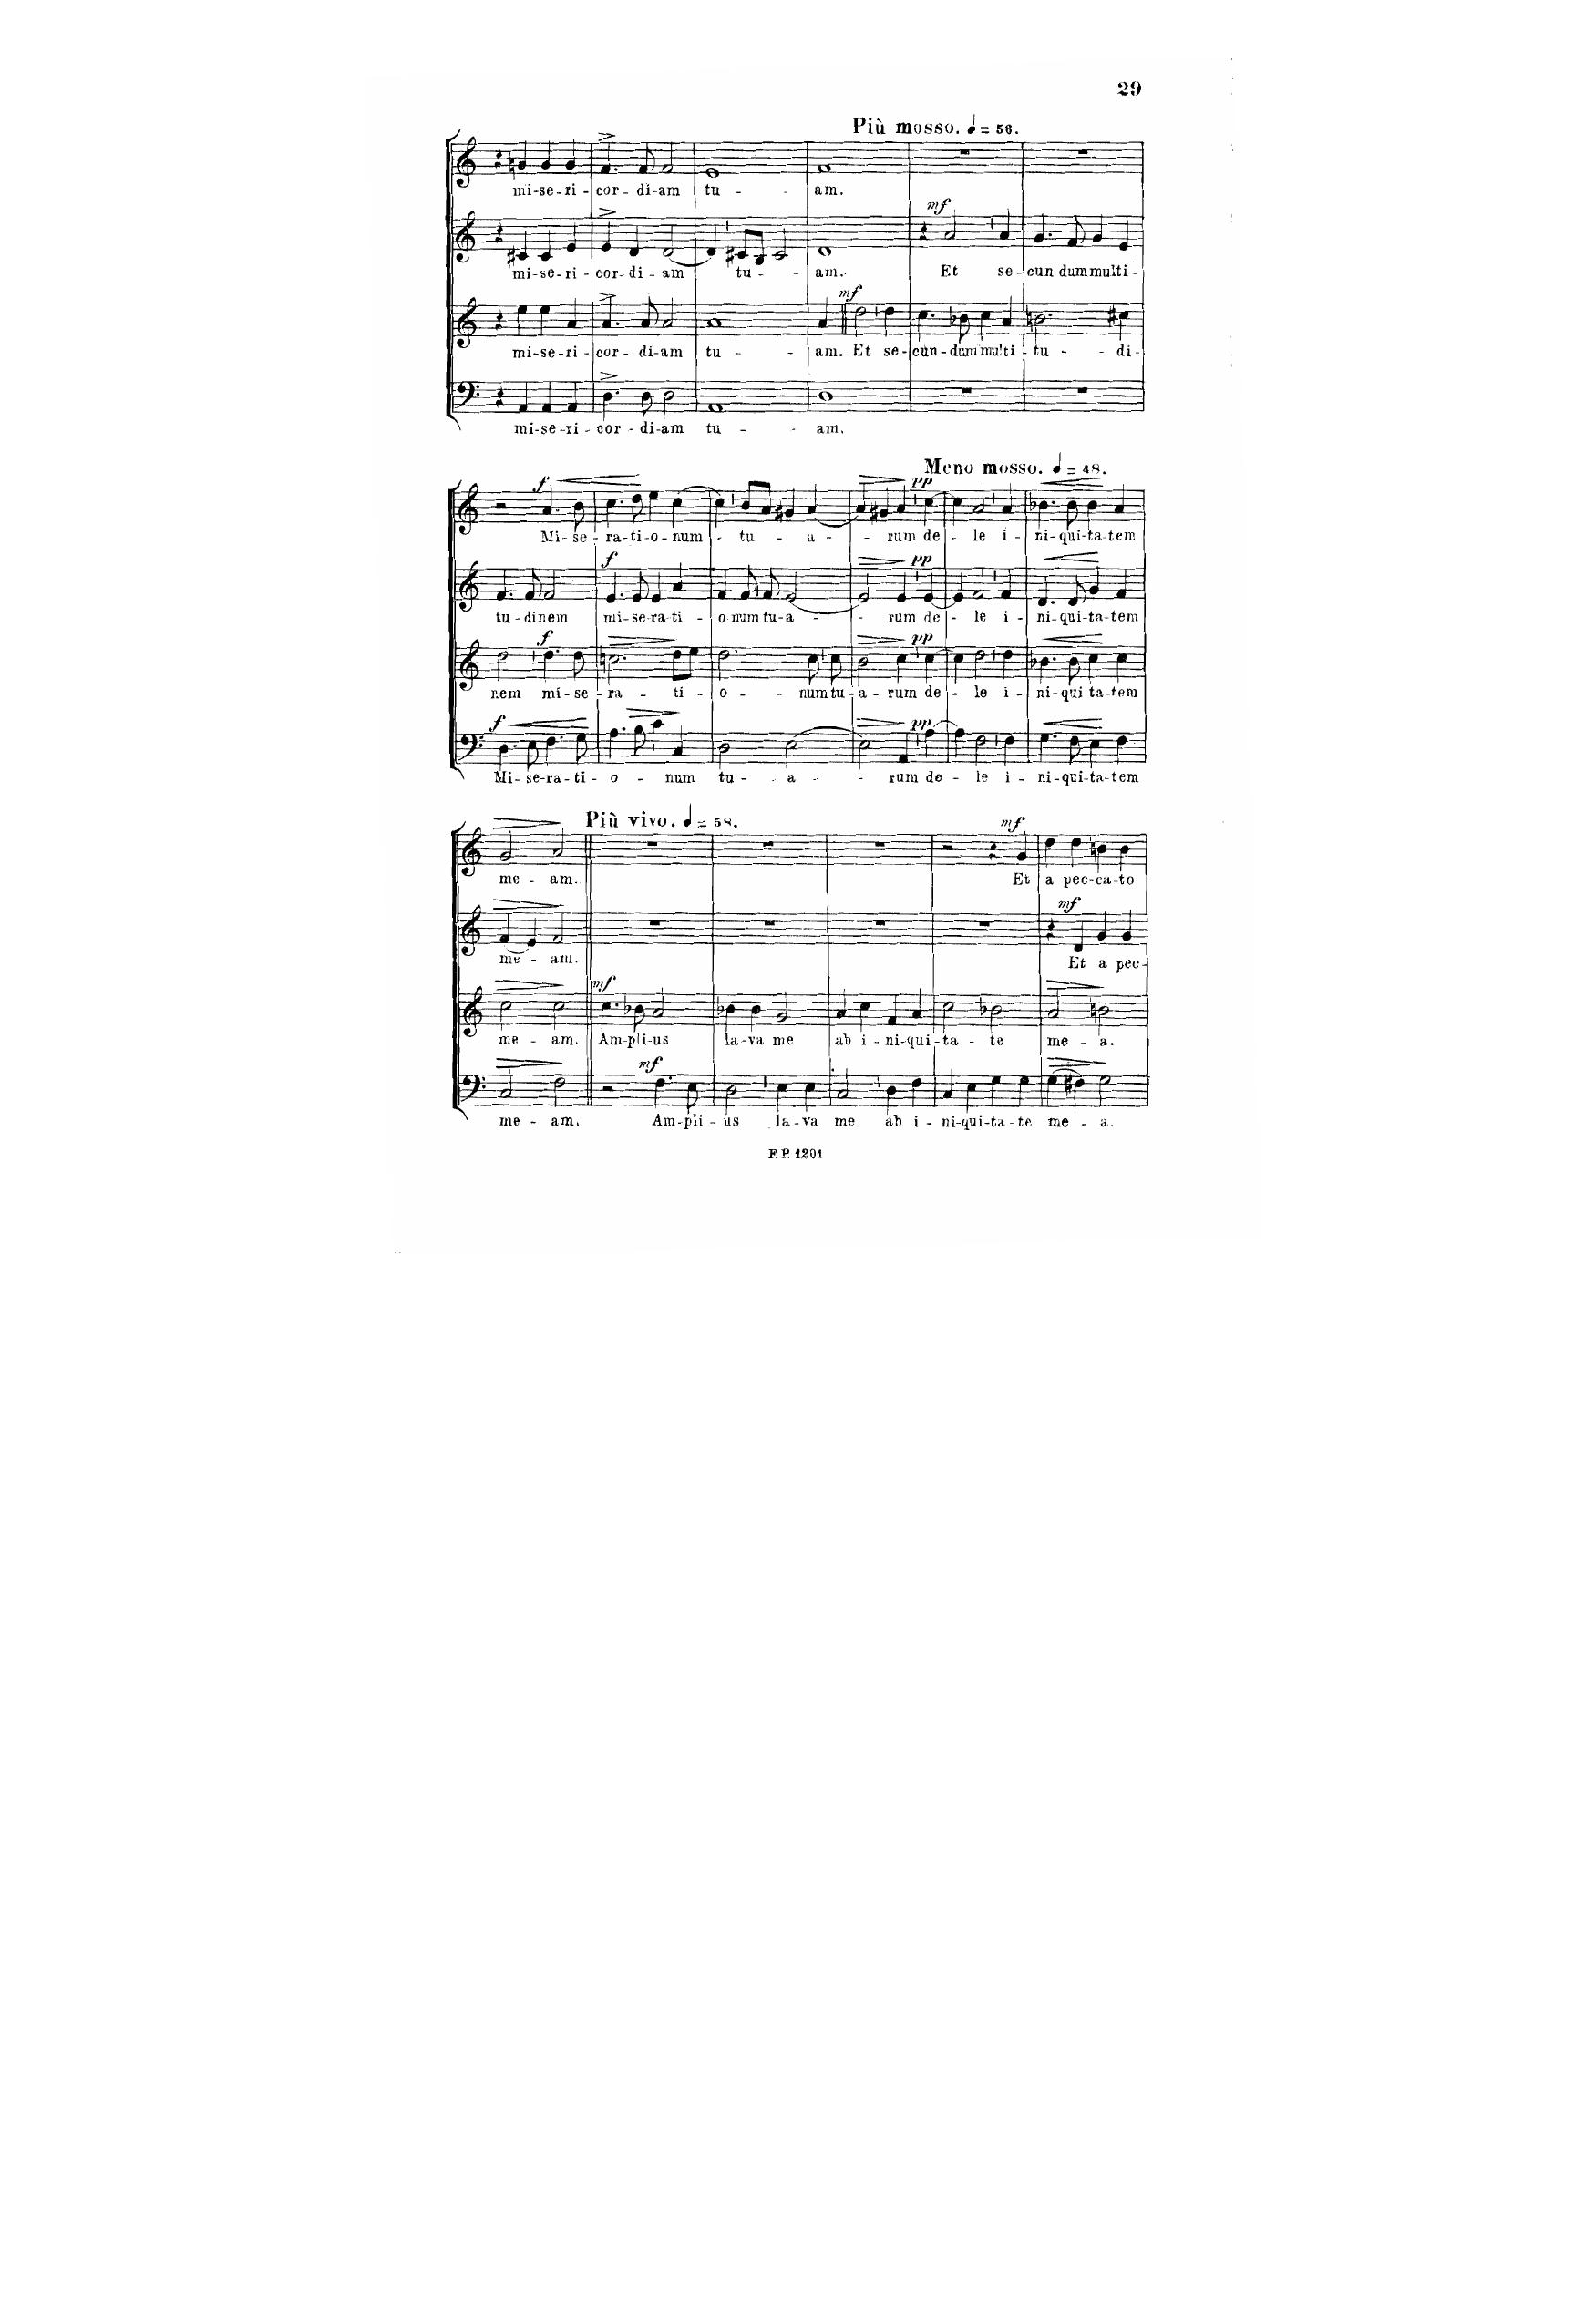 29
Più mosso. ♩ = 56.
mi-se-ri-cor-di-am tu - - am.
mf
mi-se-ri-cor-di-am tu - - am. Et se-cun-dum multi-
mf
mi-se-ri-cor-di-am tu - - am. Et se-cun-dum multi-tu - - di-
mi-se-ri-cor-di-am tu - - am.
Meno mosso. ♩ = 48.
f pp
Mi-se-ra-ti-o-num - tu - a - - rum de - le i-ni-qui-ta-tem
f pp
tu-dinem mi-se-ra-ti-o-num tu-a - - rum de - le i-ni-qui-ta-tem
f pp
nem mi-se-ra - ti-o - - num tu-a-rum de - le i-ni-qui-ta-tem
f pp
Mi-se-ra-ti-o - num tu - a - - rum de - le i-ni-qui-ta-tem
Più vivo. ♩ = 58.
mf
me - am. Et a pec-ca-to
mf
me - am. Et a pec-
mf
me - am. Am-pli-us la-va me ab i-ni-qui-ta - te me - a.
mf
me - am. Am-pli-us la-va me ab i-ni-qui-ta-te me - a.
F. P. 1201